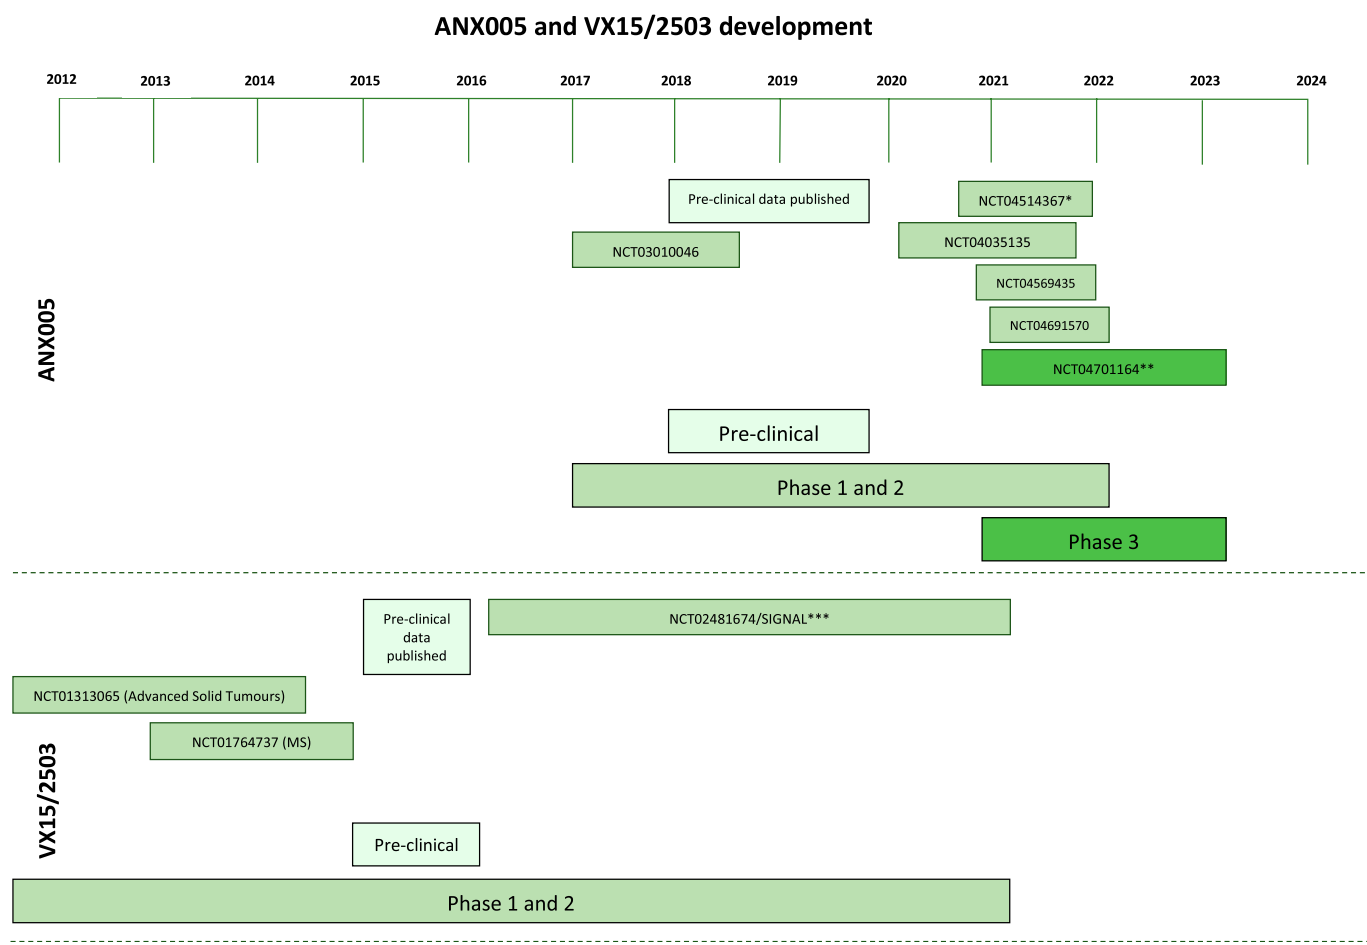 ANX005 and VX15/2503 development
2012 2013 2014 2015 2016 2017 2018 2019 2020 2021 2022 2023 2024
ANX005
Pre-clinical data published
NCT04514367*
NCT03010046
NCT04035135
NCT04569435
NCT04691570
NCT04701164**
Pre-clinical
Phase 1 and 2
Phase 3
VX15/2503
Pre-clinical
data
published
NCT02481674/SIGNAL***
NCT01313065 (Advanced Solid Tumours)
NCT01764737 (MS)
Pre-clinical
Phase 1 and 2